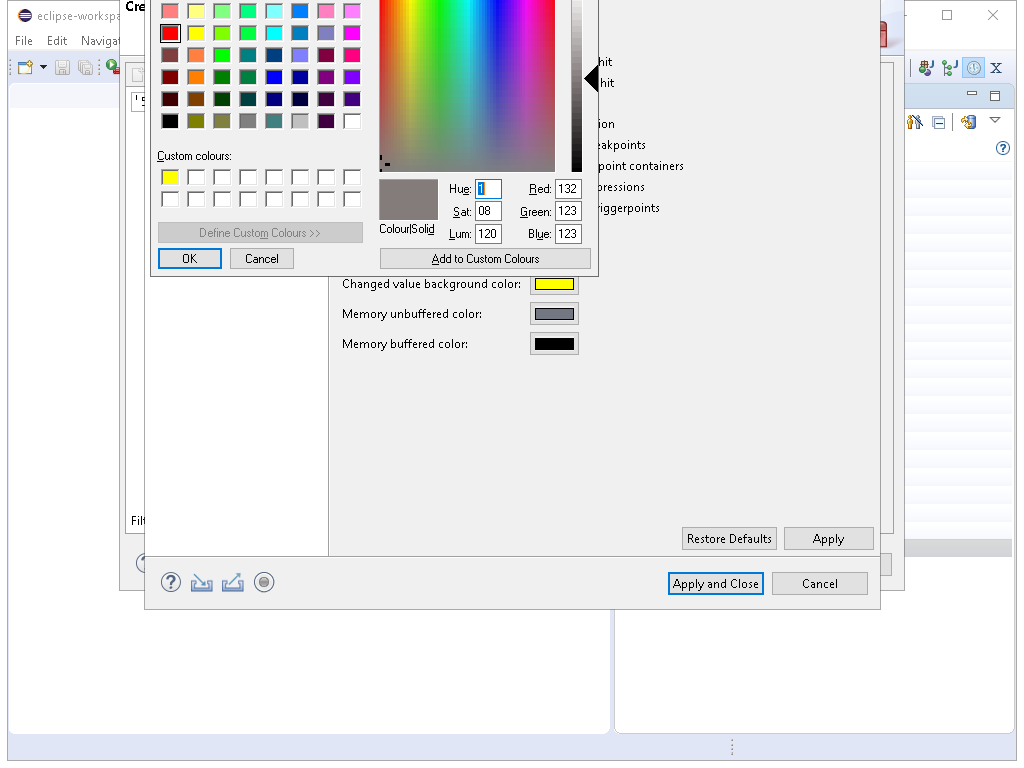 eclipse-workspa
Cre
File Edit Navigat
hit
hit
ion
eakpoints
point containers
pressions
riggerpoints
Custom colours:
Hue: 1 Red: 132
Sat: 08 Green: 123
Lum: 120 Blue: 123
Colour|Solid
Define Custom Colours >>
OK Cancel Add to Custom Colours
Changed value background color:
Memory unbuffered color:
Memory buffered color:
Filt
Restore Defaults Apply
Apply and Close Cancel